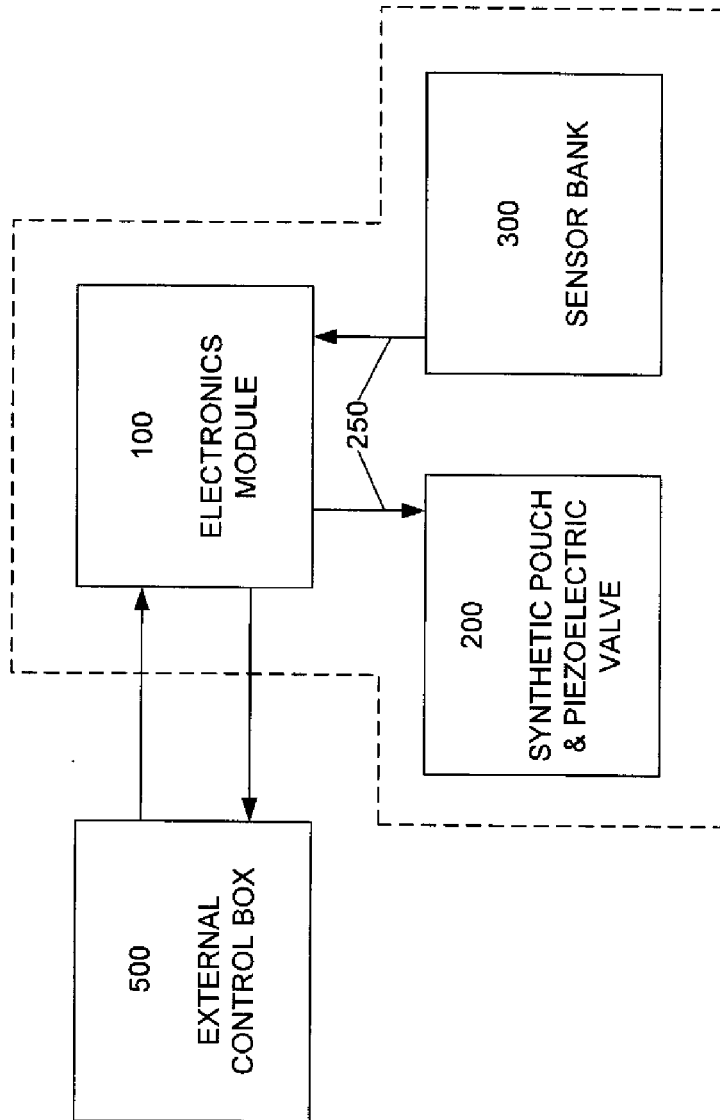 500
EXTERNAL
CONTROL BOX
100
ELECTRONICS
MODULE
250
200
SYNTHETIC POUCH
& PIEZOELECTRIC
VALVE
300
SENSOR BANK